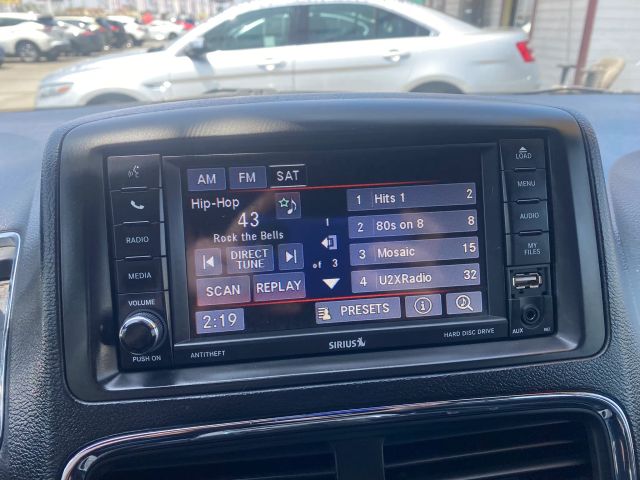 LOAD
MENU
AUDIO
MY
FILES
RADIO
MEDIA
VOLUME
PUSH ON
AM FM SAT
Hip-Hop
43
Rock the Bells
DIRECT
TUNE
SCAN REPLAY
2:19
1
of 3
1 Hits 1 2
2 80s on 8 8
3 Mosaic 15
4 U2XRadio 32
PRESETS
ANTITHEFT
SIRIUS
HARD DISC DRIVE
AUX